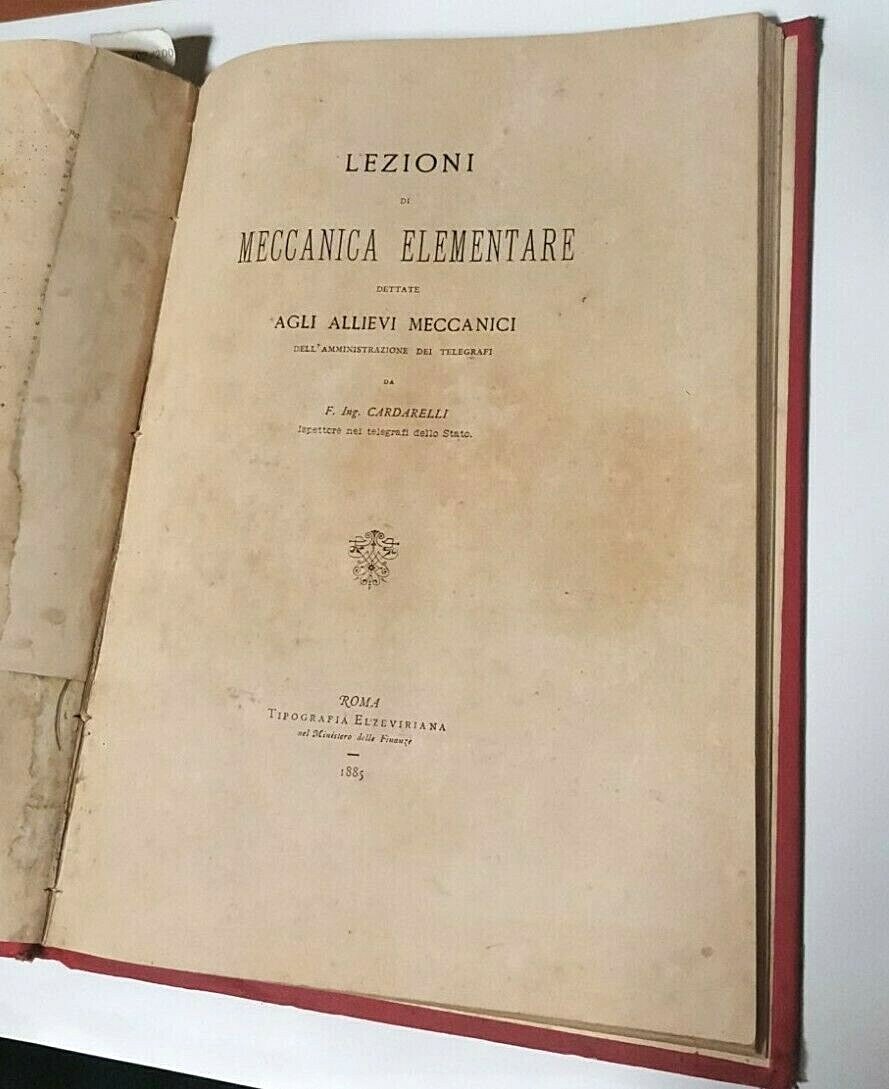 LEZIONI
DI
MECCANICA ELEMENTARE
DETTATE
AGLI ALLIEVI MECCANICI
DELL'AMMINISTRAZIONE DEI TELEGRAFI
DA
F. Ing. CARDARELLI
Ispettore nei telegrafi dello Stato.
ROMA
TIPOGRAFIA ELZEVIRIANA
nel Ministero delle Finanze
1885